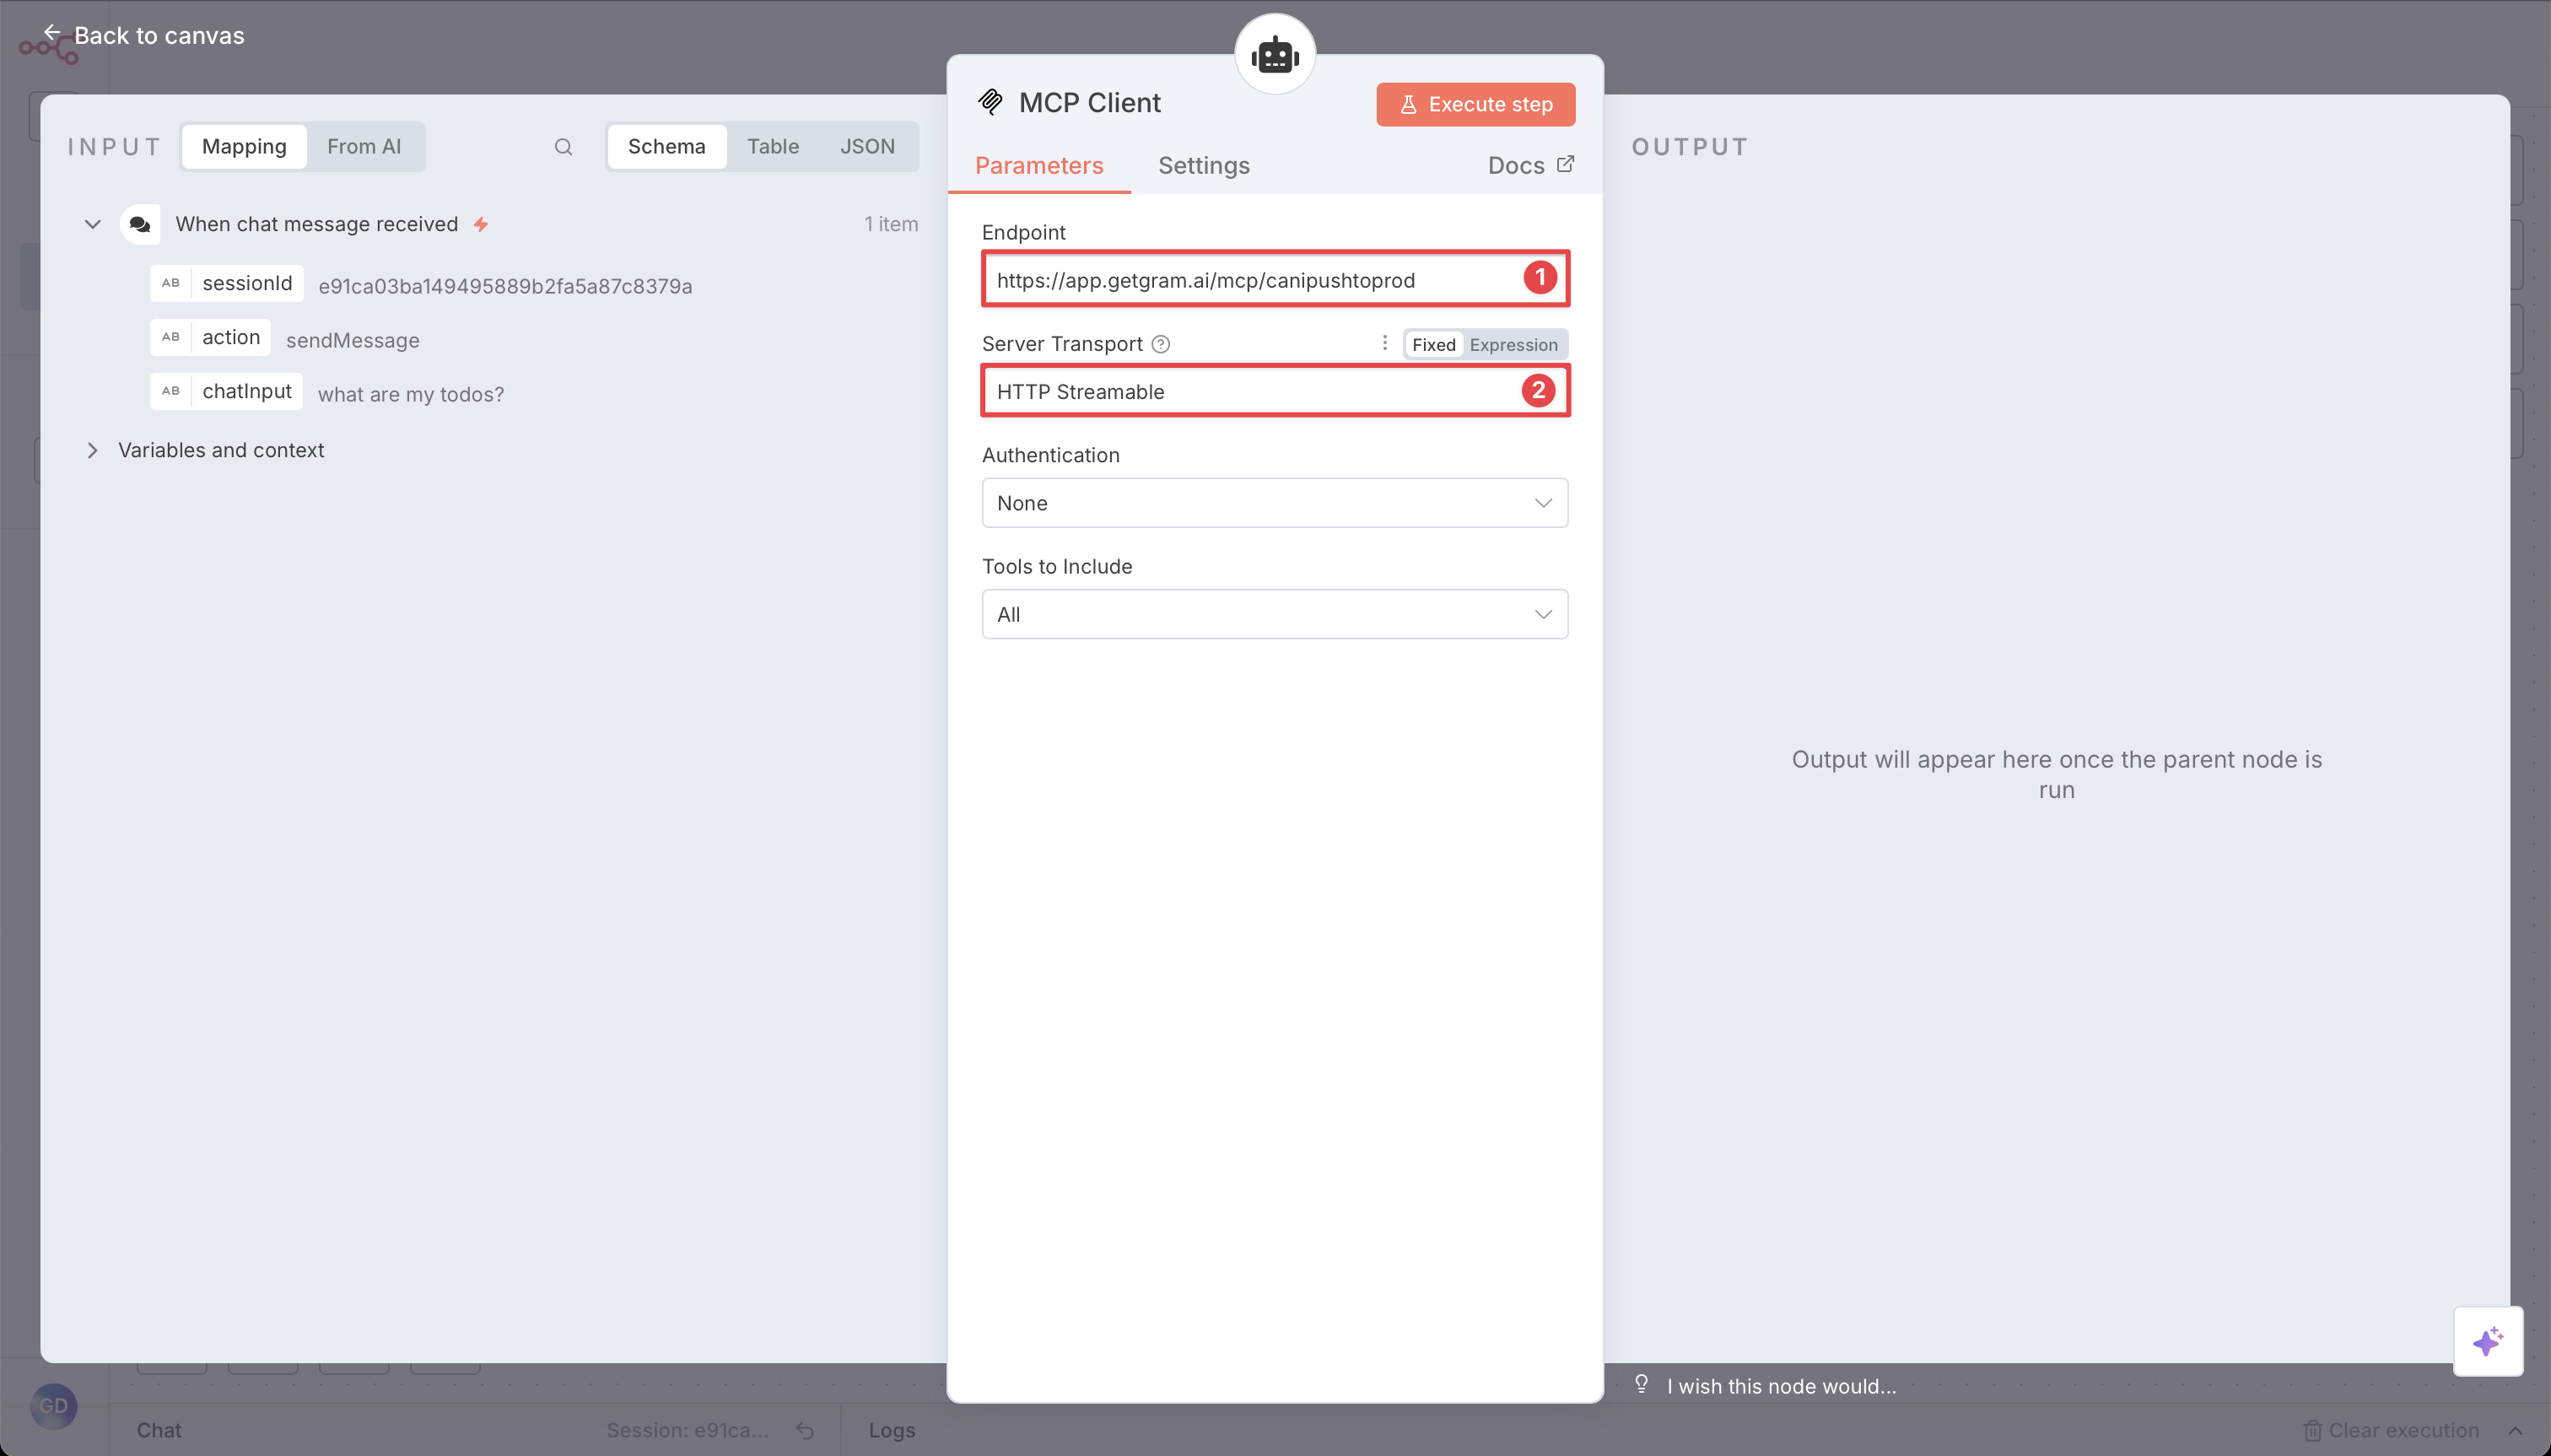 Back to canvas
INPUT
Mapping
From AI
Schema
Table
JSON
When chat message received
1 item
AB sessionId e91ca03ba149495889b2fa5a87c8379a
AB action sendMessage
AB chatInput what are my todos?
Variables and context
MCP Client
Execute step
Parameters
Settings
Docs
Endpoint
https://app.getgram.ai/mcp/canipushtoprod
1
Server Transport
Fixed
Expression
HTTP Streamable
2
Authentication
None
Tools to Include
All
OUTPUT
Output will appear here once the parent node is
run
I wish this node would...
GD
Chat
Session: e91ca...
Logs
Clear execution